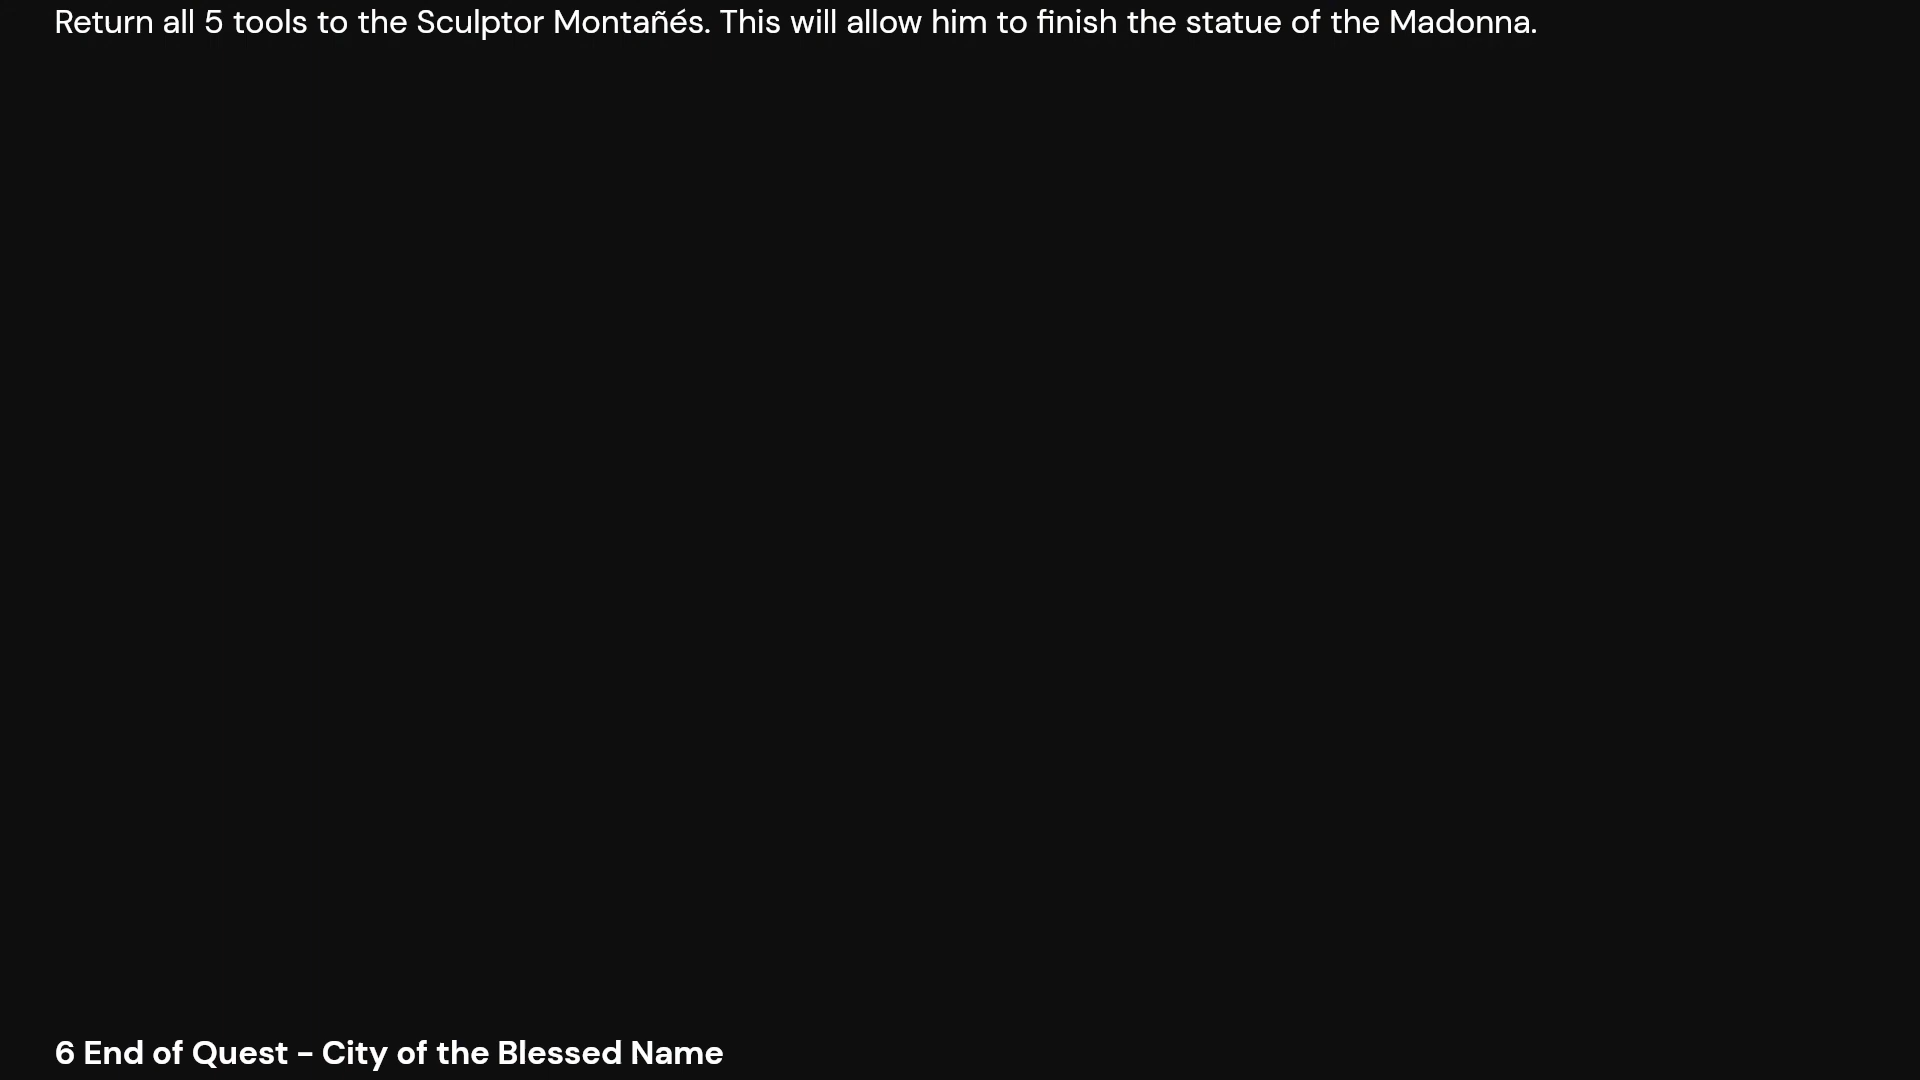 Return all 5 tools to the Sculptor Montañés. This will allow him to finish the statue of the Madonna.
6 End of Quest – City of the Blessed Name